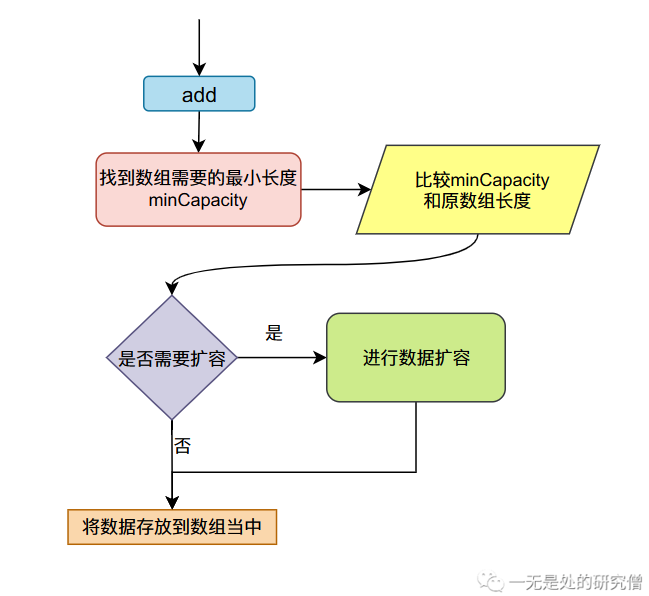 add
找到数组需要的最小长度
minCapacity
比较minCapacity
和原数组长度
是否需要扩容
是
进行数据扩容
否
将数据存放到数组当中
一无是处的研究僧